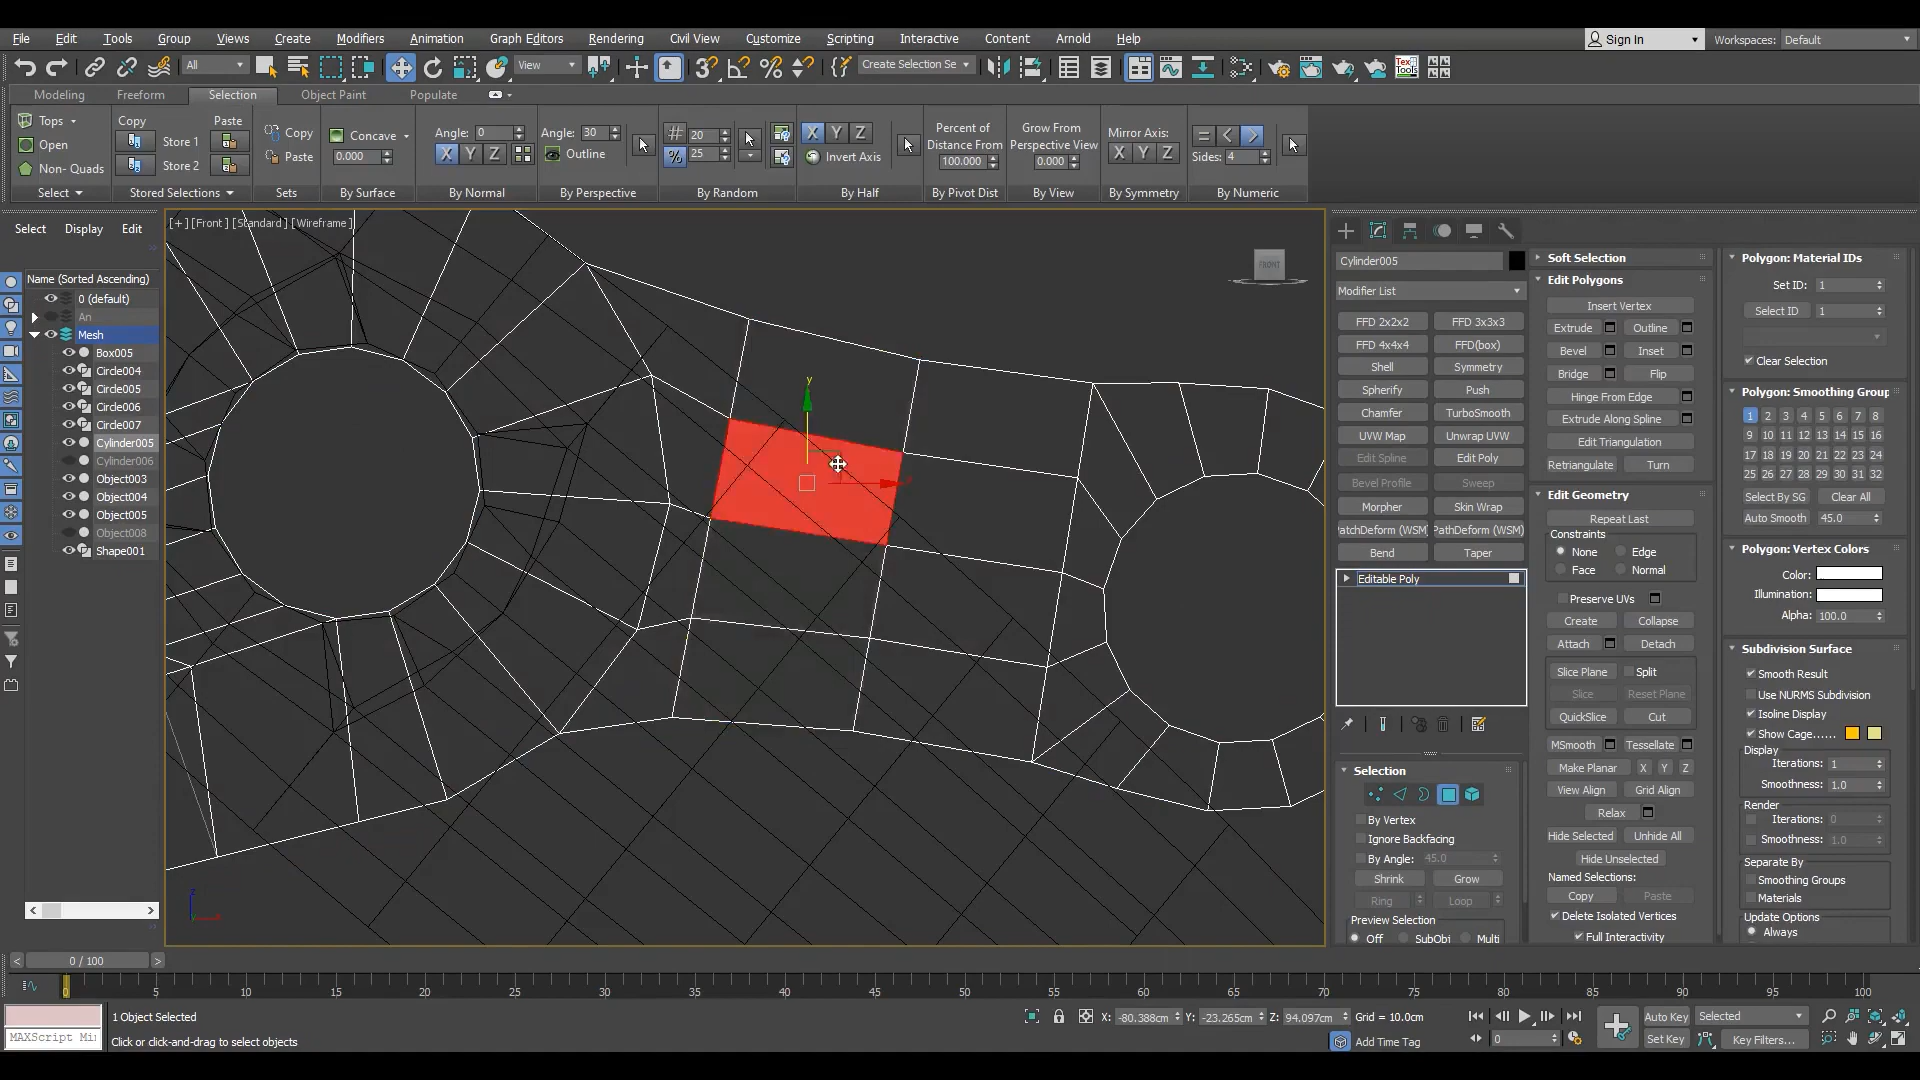 File Edit Tools Group Views Create Modifiers Animation Graph Editors Rendering Civil View Customize Scripting Interactive Content Arnold Help Sign In Workspaces: Default
All View Create Selection Se Tex Tools
Modeling Freeform Selection Object Paint Populate
Tops Copy Paste Copy Concave Angle: 0 Angle: 30 20 X Y Z Percent of Distance From Grow From Perspective View Mirror Axis:
Open Store 1 Paste 0.000 X Y Z Outline 25 Invert Axis 100.000 0.000 X Y Z Sides: 4
Non- Quads Store 2
Select Stored Selections Sets By Surface By Normal By Perspective By Random By Half By Pivot Dist By View By Symmetry By Numeric
Select Display Edit
[+] [Front] [Standard] [Wireframe]
FRONT
Name (Sorted Ascending)
0 (default)
An
Mesh
Box005
Circle004
Circle005
Circle006
Circle007
Cylinder005
Cylinder006
Object003
Object004
Object005
Object008
Shape001
y
z
Cylinder005
Modifier List
FFD 2x2x2 FFD 3x3x3
FFD 4x4x4 FFD(box)
Shell Symmetry
Spherify Push
Chamfer TurboSmooth
UVW Map Unwrap UVW
Edit Spline Edit Poly
Bevel Profile Sweep
Morpher Skin Wrap
atchDeform (WSM) PathDeform (WSM)
Bend Taper
Editable Poly
Selection
By Vertex
Ignore Backfacing
By Angle: 45.0
Shrink Grow
Ring Loop
Preview Selection
Off SubObj Multi
Soft Selection
Edit Polygons
Insert Vertex
Extrude Outline
Bevel Inset
Bridge Flip
Hinge From Edge
Extrude Along Spline
Edit Triangulation
Retriangulate Turn
Edit Geometry
Repeat Last
Constraints
None Edge
Face Normal
Preserve UVs
Create Collapse
Attach Detach
Slice Plane Split
Slice Reset Plane
QuickSlice Cut
MSmooth Tessellate
Make Planar X Y Z
View Align Grid Align
Relax
Hide Selected Unhide All
Hide Unselected
Named Selections:
Copy Paste
Delete Isolated Vertices
Full Interactivity
Polygon: Material IDs
Set ID: 1
Select ID 1
Clear Selection
Polygon: Smoothing Group
1 2 3 4 5 6 7 8
9 10 11 12 13 14 15 16
17 18 19 20 21 22 23 24
25 26 27 28 29 30 31 32
Select By SG Clear All
Auto Smooth 45.0
Polygon: Vertex Colors
Color:
Illumination:
Alpha: 100.0
Subdivision Surface
Smooth Result
Use NURMS Subdivision
Isoline Display
Show Cage......
Display
Iterations: 1
Smoothness: 1.0
Render
Iterations: 0
Smoothness: 1.0
Separate By
Smoothing Groups
Materials
Update Options
Always
< 0 / 100 >
0 5 10 15 20 25 30 35 40 45 50 55 60 65 70 75 80 85 90 95 100
1 Object Selected X: -80.388cm Y: -23.265cm Z: 94.097cm Grid = 10.0cm Auto Key Selected
MAXScript Mi Click or click-and-drag to select objects Add Time Tag 0 Set Key Key Filters...